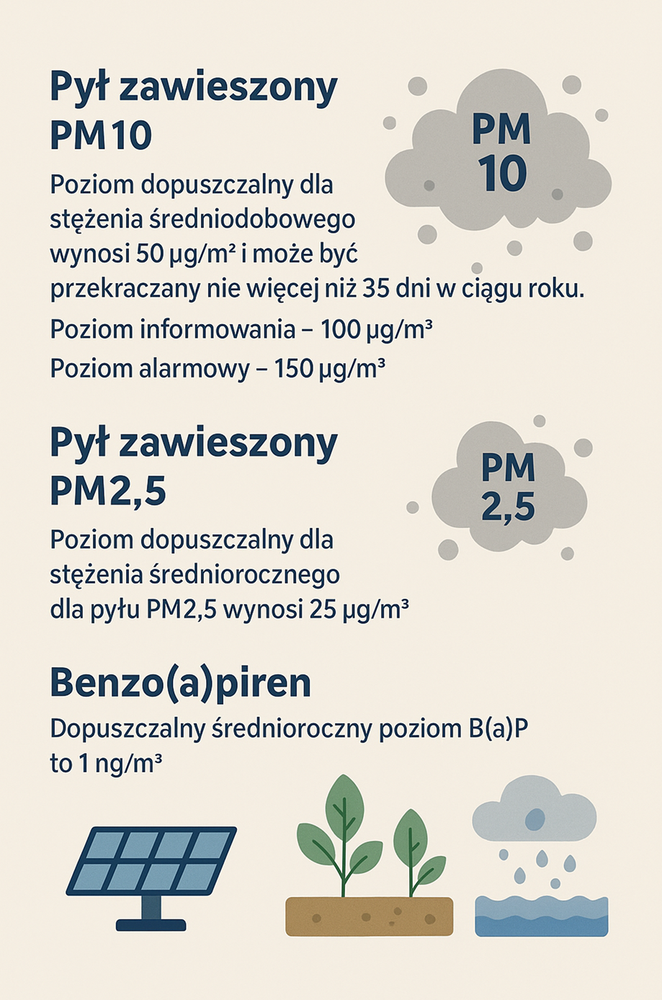 Pył zawieszony
PM10
PM
10
Poziom dopuszczalny dla
stężenia średniodobowego
wynosi 50 µg/m² i może być
przekraczany nie więcej niż 35 dni w ciągu roku.
Poziom informowania – 100 µg/m³
Poziom alarmowy – 150 µg/m³
Pył zawieszony
PM2,5
PM
2,5
Poziom dopuszczalny dla
stężenia średniorocznego
dla pyłu PM2,5 wynosi 25 µg/m³
Benzo(a)piren
Dopuszczalny średnioroczny poziom B(a)P
to 1 ng/m³